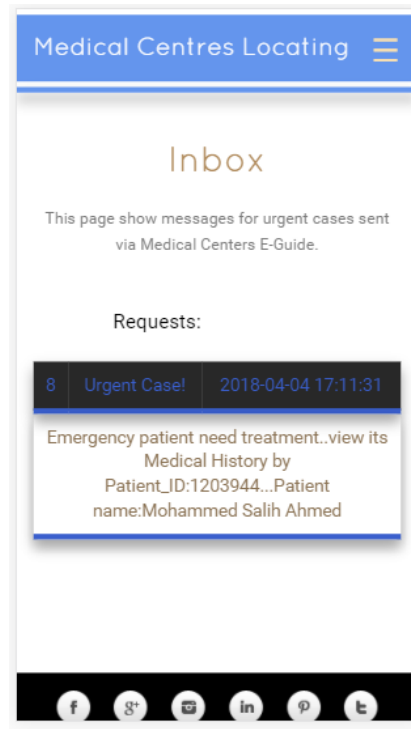 Medical Centres Locating
Inbox
This page show messages for urgent cases sent
via Medical Centers E-Guide.
Requests:
8 Urgent Case! 2018-04-04 17:11:31
Emergency patient need treatment..view its
Medical History by
Patient_ID:1203944...Patient
name:Mohammed Salih Ahmed